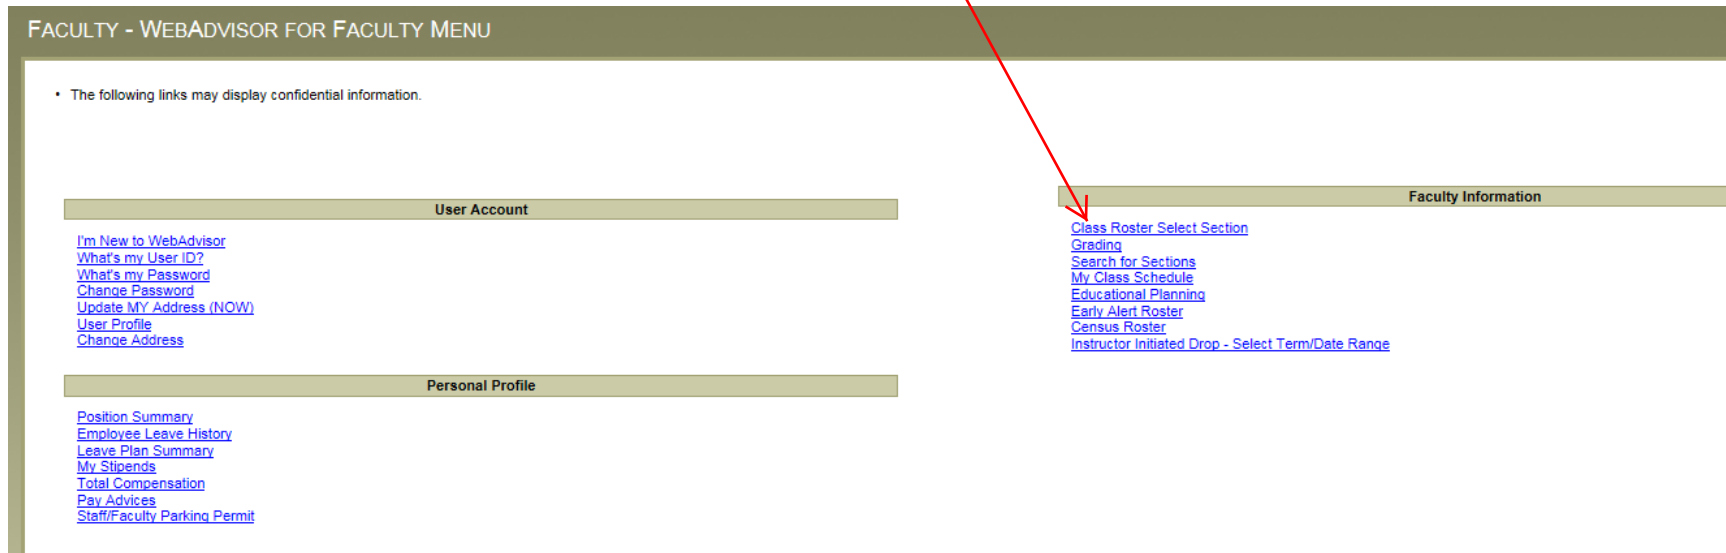 FACULTY - WEBADVISOR FOR FACULTY MENU
• The following links may display confidential information.
User Account
I'm New to WebAdvisor
What's my User ID?
What's my Password
Change Password
Update MY Address (NOW)
User Profile
Change Address
Personal Profile
Position Summary
Employee Leave History
Leave Plan Summary
My Stipends
Total Compensation
Pay Advices
Staff/Faculty Parking Permit
Faculty Information
Class Roster Select Section
Grading
Search for Sections
My Class Schedule
Educational Planning
Early Alert Roster
Census Roster
Instructor Initiated Drop - Select Term/Date Range